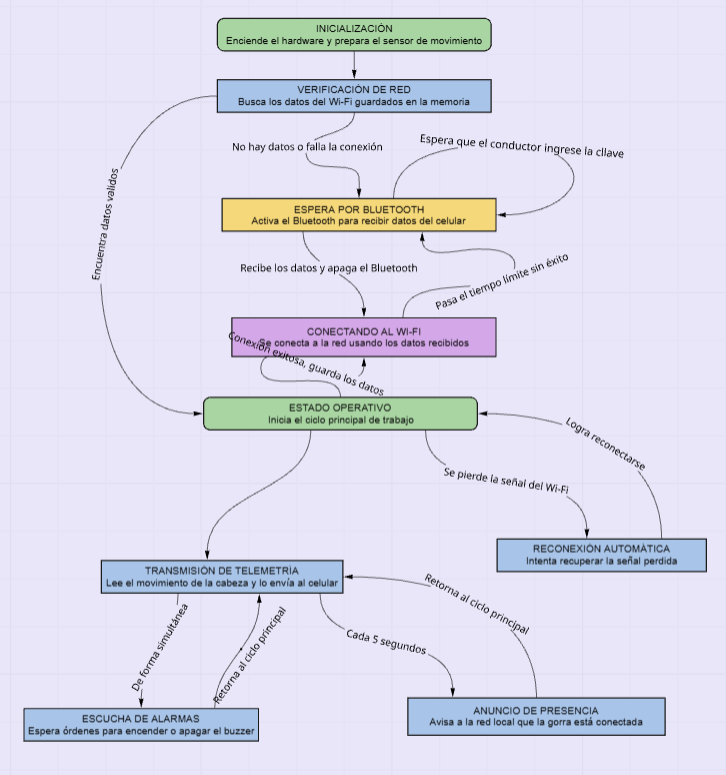 INICIALIZACIÓN
Enciende el hardware y prepara el sensor de movimiento
VERIFICACIÓN DE RED
Busca los datos del Wi-Fi guardados en la memoria
No hay datos o falla la conexión
Espera que el conductor ingrese la cllave
Encuentra datos validos
ESPERA POR BLUETOOTH
Activa el Bluetooth para recibir datos del celular
Recibe los datos y apaga el Bluetooth
Pasa el tiempo límite sin éxito
CONECTANDO AL WI-FI
Se conecta a la red usando los datos recibidos
Conexión exitosa, guarda los datos
ESTADO OPERATIVO
Inicia el ciclo principal de trabajo
Logra reconectarse
Se pierde la señal del Wi-Fi
RECONEXIÓN AUTOMÁTICA
Intenta recuperar la señal perdida
TRANSMISIÓN DE TELEMETRÍA
Lee el movimiento de la cabeza y lo envía al celular
Retorna al ciclo principal
De forma simultánea
Retorna al ciclo principal
Cada 5 segundos
ESCUCHA DE ALARMAS
Espera órdenes para encender o apagar el buzzer
ANUNCIO DE PRESENCIA
Avisa a la red local que la gorra está conectada